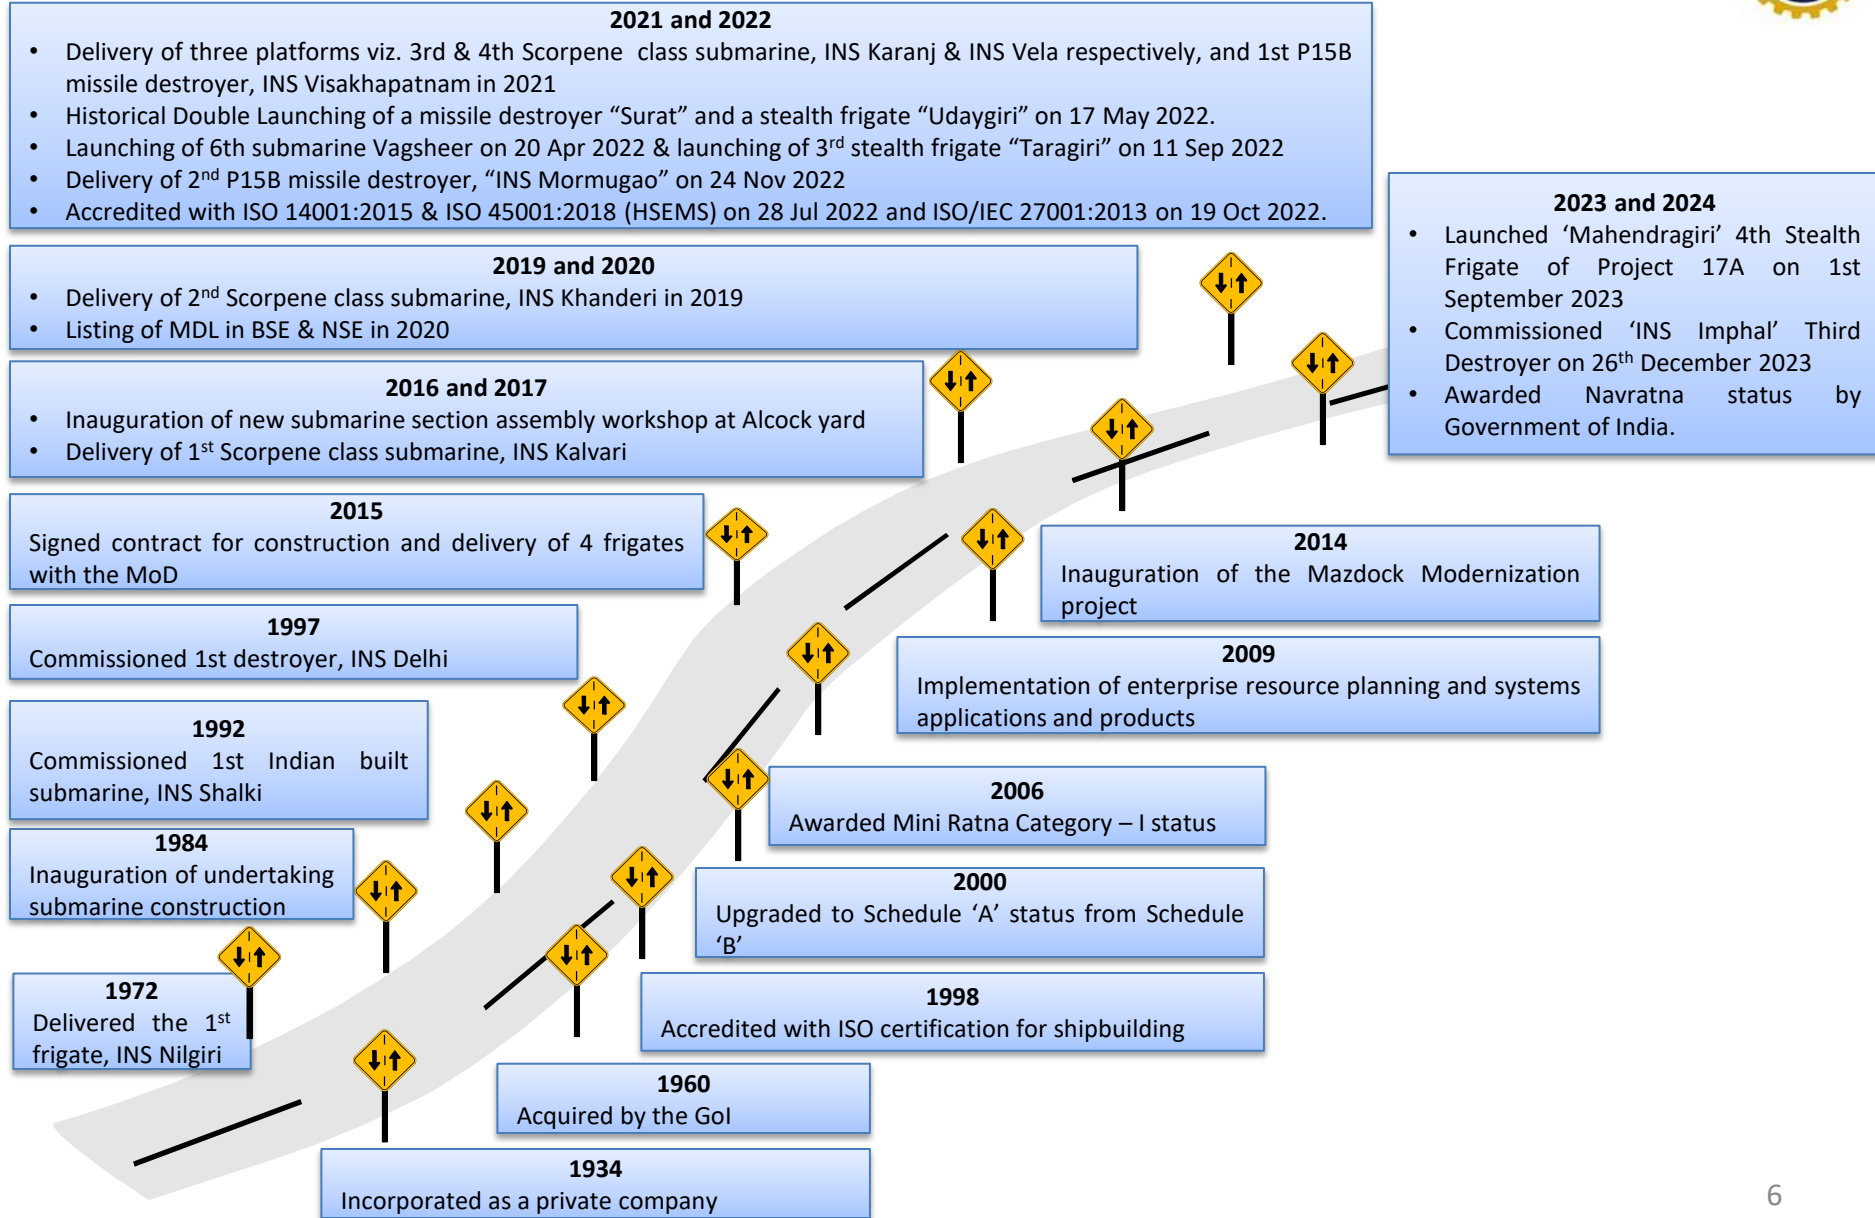 2021 and 2022
• Delivery of three platforms viz. 3rd & 4th Scorpene class submarine, INS Karanj & INS Vela respectively, and 1st P15B
missile destroyer, INS Visakhapatnam in 2021
• Historical Double Launching of a missile destroyer “Surat” and a stealth frigate “Udaygiri” on 17 May 2022.
• Launching of 6th submarine Vagsheer on 20 Apr 2022 & launching of 3rd stealth frigate “Taragiri” on 11 Sep 2022
• Delivery of 2nd P15B missile destroyer, “INS Mormugao” on 24 Nov 2022
• Accredited with ISO 14001:2015 & ISO 45001:2018 (HSEMS) on 28 Jul 2022 and ISO/IEC 27001:2013 on 19 Oct 2022.
2023 and 2024
• Launched ‘Mahendragiri’ 4th Stealth
Frigate of Project 17A on 1st
September 2023
• Commissioned ‘INS Imphal’ Third
Destroyer on 26th December 2023
• Awarded Navratna status by
Government of India.
2019 and 2020
• Delivery of 2nd Scorpene class submarine, INS Khanderi in 2019
• Listing of MDL in BSE & NSE in 2020
2016 and 2017
• Inauguration of new submarine section assembly workshop at Alcock yard
• Delivery of 1st Scorpene class submarine, INS Kalvari
2015
Signed contract for construction and delivery of 4 frigates
with the MoD
2014
Inauguration of the Mazdock Modernization
project
1997
Commissioned 1st destroyer, INS Delhi
2009
Implementation of enterprise resource planning and systems
applications and products
1992
Commissioned 1st Indian built
submarine, INS Shalki
2006
Awarded Mini Ratna Category – I status
1984
Inauguration of undertaking
submarine construction
2000
Upgraded to Schedule ‘A’ status from Schedule
‘B’
1972
Delivered the 1st
frigate, INS Nilgiri
1998
Accredited with ISO certification for shipbuilding
1960
Acquired by the GoI
1934
Incorporated as a private company
6